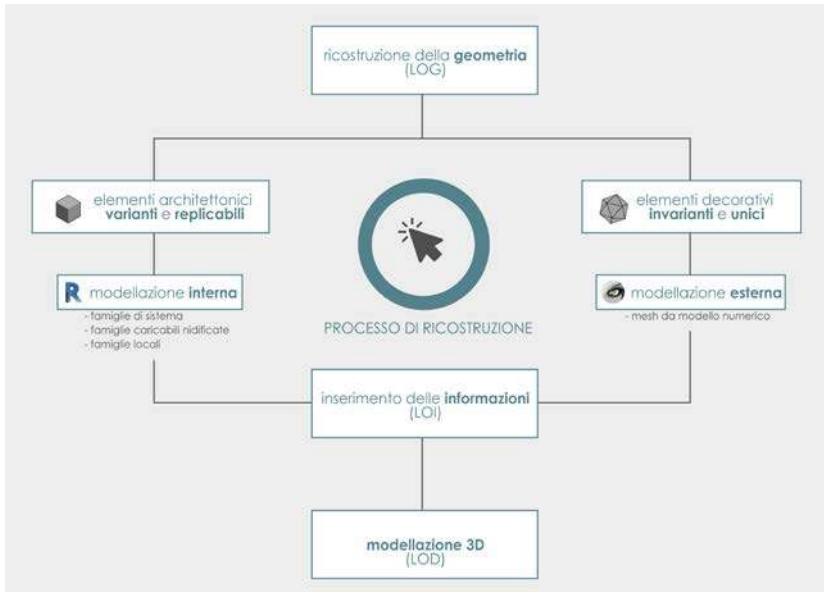 ricostruzione della geometria
(LOG)
elementi architettonici
varianti e replicabili
elementi decorativi
invarianti e unici
R modellazione interna
- famiglie di sistema
- famiglie caricabili nidificate
- famiglie locali
modellazione esterna
- mesh da modello numerico
PROCESSO DI RICOSTRUZIONE
inserimento delle informazioni
(LOI)
modellazione 3D
(LOD)